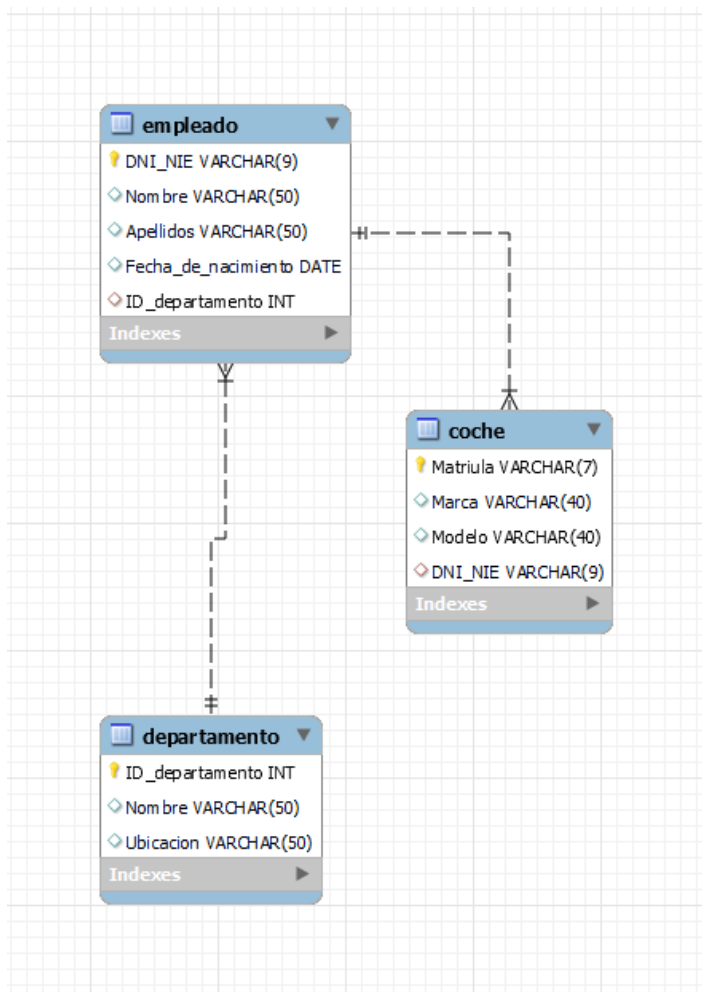 empleado
DNI_NIE VARCHAR(9)
Nombre VARCHAR(50)
Apellidos VARCHAR(50)
Fecha_de_nacimiento DATE
ID_departamento INT
Indexes
coche
Matriula VARCHAR(7)
Marca VARCHAR(40)
Modelo VARCHAR(40)
DNI_NIE VARCHAR(9)
Indexes
departamento
ID_departamento INT
Nombre VARCHAR(50)
Ubicacion VARCHAR(50)
Indexes